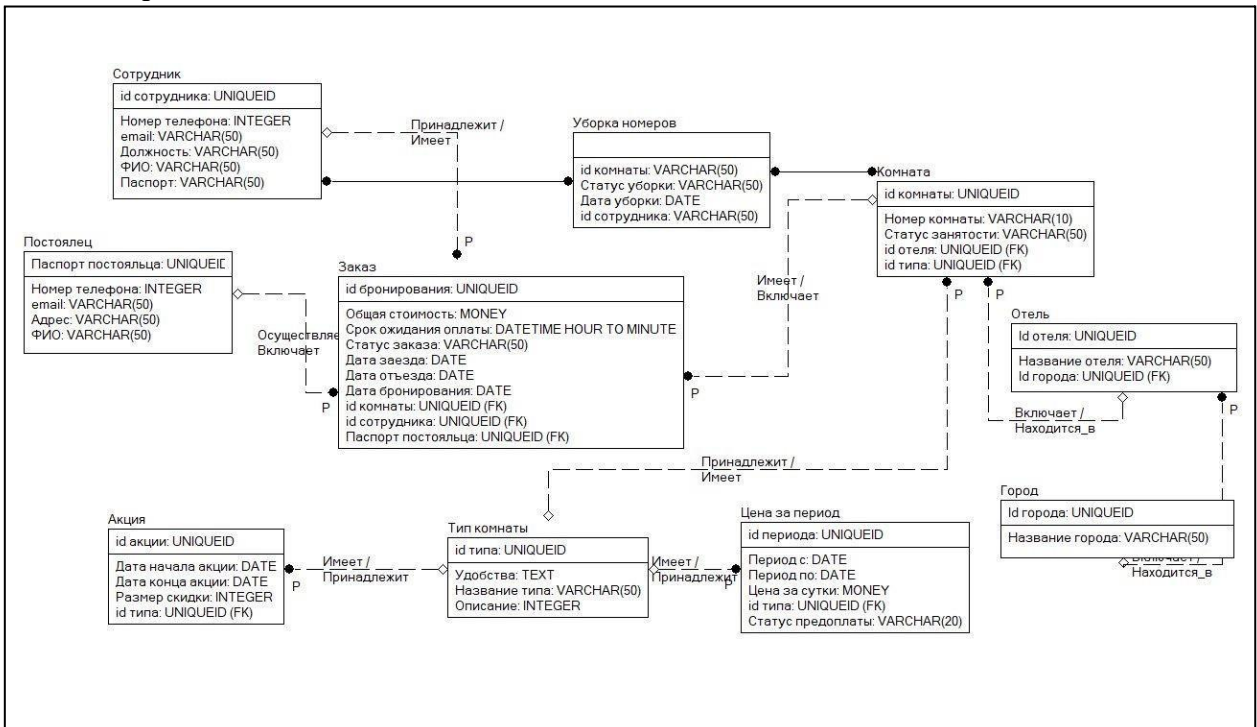 Сотрудник
id сотрудника: UNIQUEID
Номер телефона: INTEGER
email: VARCHAR(50)
Должность: VARCHAR(50)
ФИО: VARCHAR(50)
Паспорт: VARCHAR(50)
Принадлежит /
Имеет
P
Уборка номеров
id комнаты: VARCHAR(50)
Статус уборки: VARCHAR(50)
Дата уборки: DATE
id сотрудника: VARCHAR(50)
Комната
id комнаты: UNIQUEID
Номер комнаты: VARCHAR(10)
Статус занятости: VARCHAR(50)
id отеля: UNIQUEID (FK)
id типа: UNIQUEID (FK)
P
P
Постоялец
Паспорт постояльца: UNIQUEID
Номер телефона: INTEGER
email: VARCHAR(50)
Адрес: VARCHAR(50)
ФИО: VARCHAR(50)
Осуществляе
Включает
P
Заказ
id бронирования: UNIQUEID
Общая стоимость: MONEY
Срок ожидания оплаты: DATETIME HOUR TO MINUTE
Статус заказа: VARCHAR(50)
Дата заезда: DATE
Дата отъезда: DATE
Дата бронирования: DATE
id комнаты: UNIQUEID (FK)
id сотрудника: UNIQUEID (FK)
Паспорт постояльца: UNIQUEID (FK)
Имеет /
Включает
P
Отель
Id отеля: UNIQUEID
Название отеля: VARCHAR(50)
Id города: UNIQUEID (FK)
P
Включает /
Находится_в
Принадлежит /
Имеет
Город
Id города: UNIQUEID
Название города: VARCHAR(50)
Включает /
Находится_в
Акция
id акции: UNIQUEID
Дата начала акции: DATE
Дата конца акции: DATE
Размер скидки: INTEGER
id типа: UNIQUEID (FK)
P
Имеет /
Принадлежит
Тип комнаты
id типа: UNIQUEID
Удобства: TEXT
Название типа: VARCHAR(50)
Описание: INTEGER
Имеет /
Принадлежит
P
Цена за период
id периода: UNIQUEID
Период с: DATE
Период по: DATE
Цена за сутки: MONEY
id типа: UNIQUEID (FK)
Статус предоплаты: VARCHAR(20)